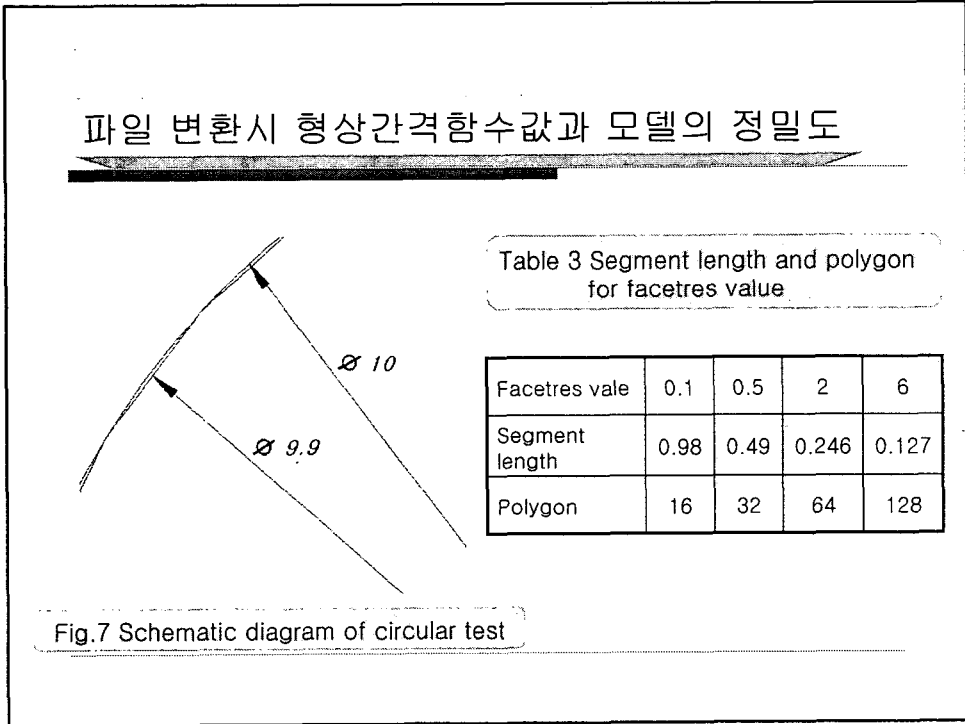 파일 변환시 형상간격함수값과 모델의 정밀도
Ø 10
Ø 9.9
Fig.7 Schematic diagram of circular test
Table 3 Segment length and polygon
for facetres value
Facetres vale 0.1 0.5 2 6
Segment length 0.98 0.49 0.246 0.127
Polygon 16 32 64 128